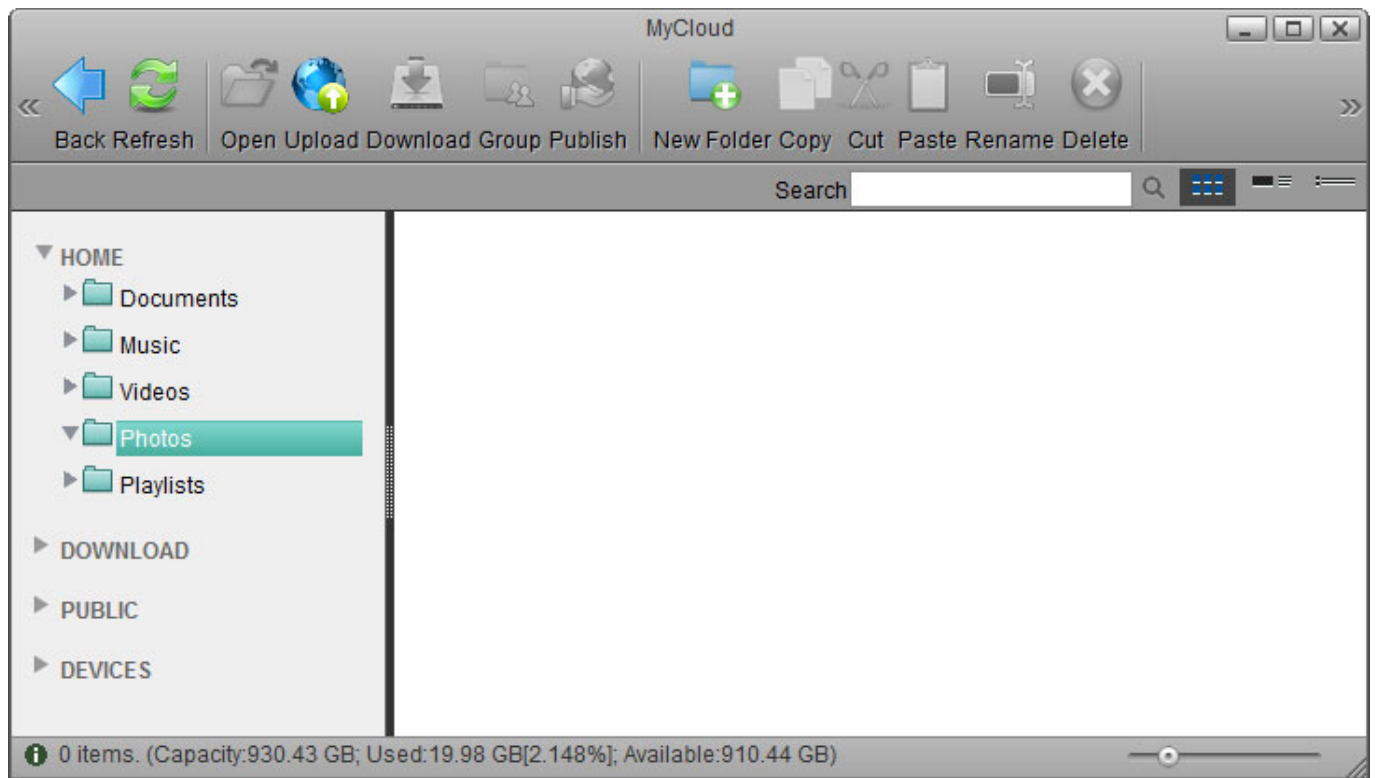 MyCloud
Back Refresh Open Upload Download Group Publish New Folder Copy Cut Paste Rename Delete
Search
HOME
Documents
Music
Videos
Photos
Playlists
DOWNLOAD
PUBLIC
DEVICES
0 items. (Capacity:930.43 GB; Used:19.98 GB[2.148%]; Available:910.44 GB)